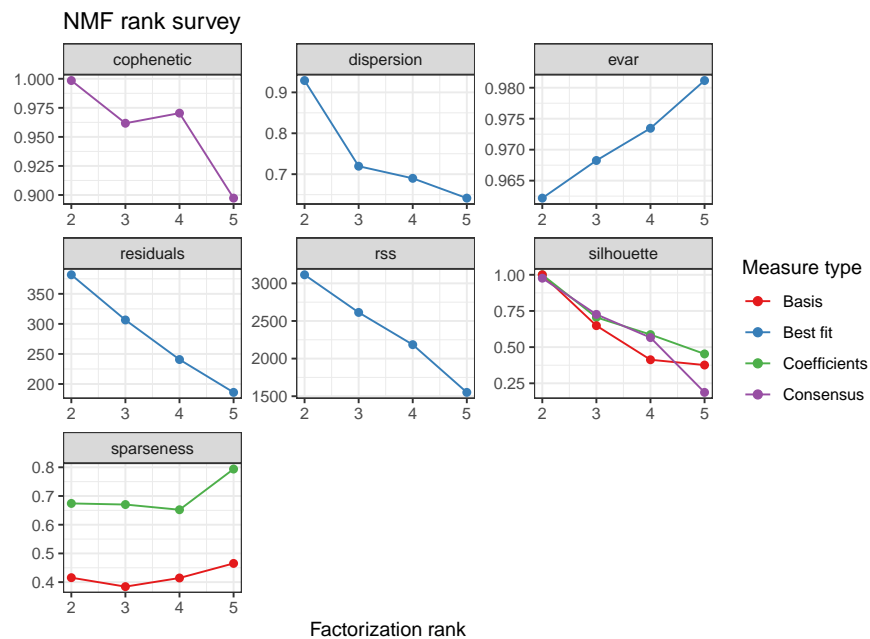 NMF rank survey
cophenetic
dispersion
evar
1.000
0.975
0.950
0.925
0.900
2 3 4 5
0.9
0.8
0.7
2 3 4 5
0.980
0.975
0.970
0.965
2 3 4 5
residuals
rss
silhouette
350
300
250
200
2 3 4 5
3000
2500
2000
1500
2 3 4 5
1.00
0.75
0.50
0.25
2 3 4 5
Measure type
Basis
Best fit
Coefficients
Consensus
sparseness
0.8
0.7
0.6
0.5
0.4
2 3 4 5
Factorization rank